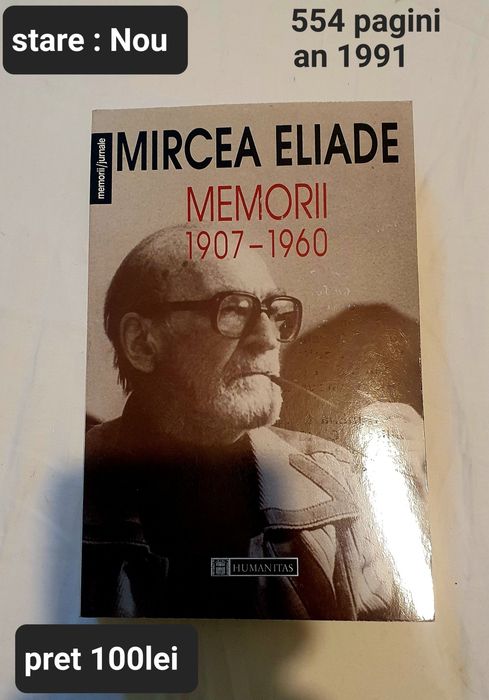 stare : Nou
554 pagini
an 1991
memorii/jurnale
MIRCEA ELIADE
MEMORII
1907-1960
HUMANITAS
pret 100lei